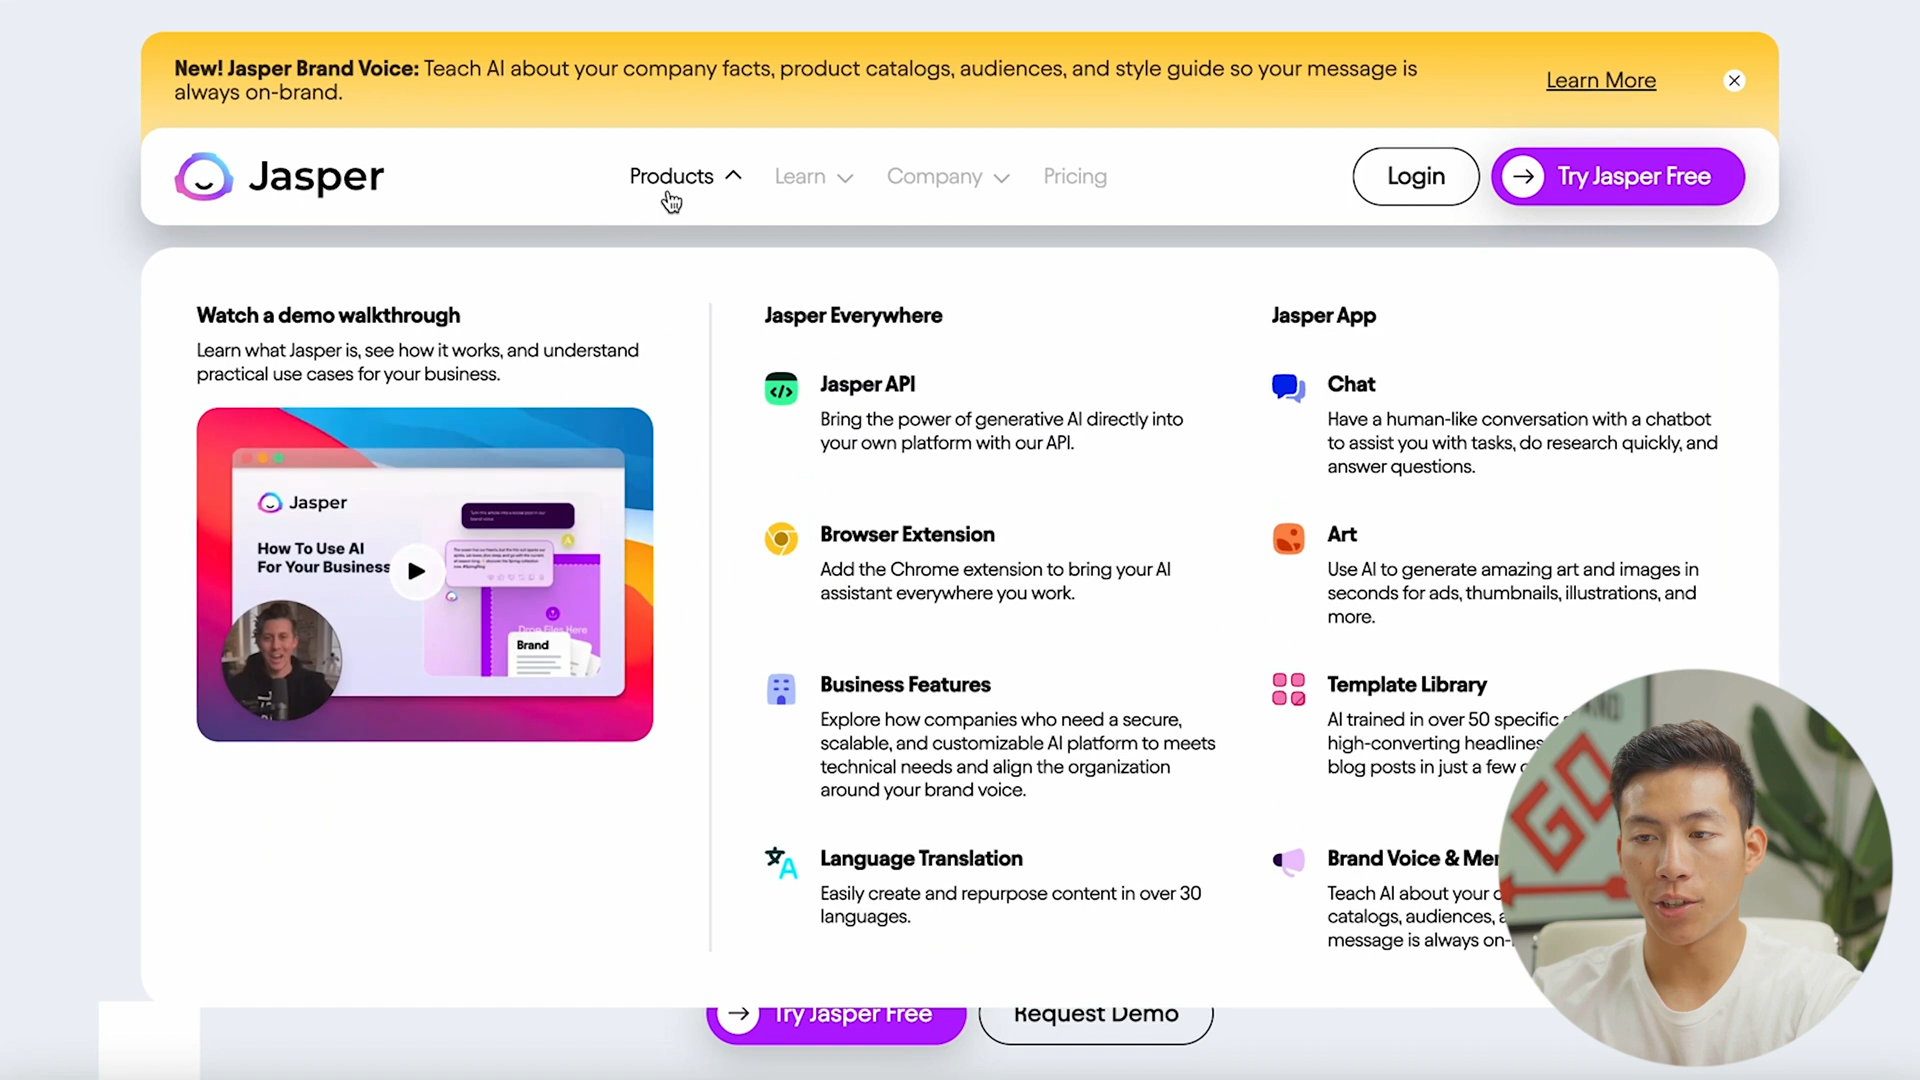 New! Jasper Brand Voice: Teach AI about your company facts, product catalogs, audiences, and style guide so your message is
always on-brand.
Learn More
Jasper
Products
Learn
Company
Pricing
Login
Try Jasper Free
Watch a demo walkthrough
Learn what Jasper is, see how it works, and understand
practical use cases for your business.
Jasper
How To Use AI
For Your Business
Drop Files Here
Brand
Jasper Everywhere
Jasper API
Bring the power of generative AI directly into
your own platform with our API.
Browser Extension
Add the Chrome extension to bring your AI
assistant everywhere you work.
Business Features
Explore how companies who need a secure,
scalable, and customizable AI platform to meets
technical needs and align the organization
around your brand voice.
Language Translation
Easily create and repurpose content in over 30
languages.
Jasper App
Chat
Have a human-like conversation with a chatbot
to assist you with tasks, do research quickly, and
answer questions.
Art
Use AI to generate amazing art and images in
seconds for ads, thumbnails, illustrations, and
more.
Template Library
AI trained in over 50 specific
high-converting headlines
blog posts in just a few
Brand Voice & Me
Teach AI about your
catalogs, audiences,
message is always on-
GO
Try Jasper Free
Request Demo